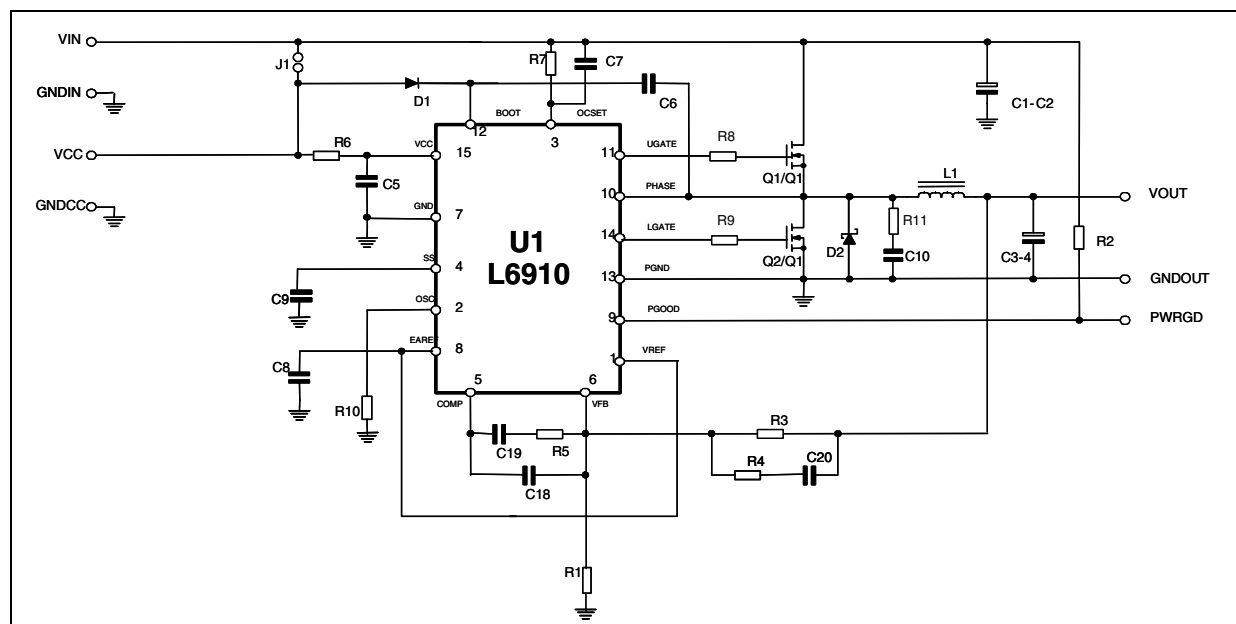 VIN
J1
GNDIN
D1
R7
C7
C6
C1-C2
BOOT
OCSET
12
3
VCC
R6
VCC
15
UGATE
11
R8
Q1/Q1
C5
GNDCC
GND
7
PHASE
10
L1
VOUT
LGATE
14
R9
R11
Q2/Q1
D2
C10
C3-4
R2
U1
L6910
SS
4
PGND
13
GNDOUT
C9
OSC
2
PGOOD
9
PWRGD
EAREF
8
VREF
1
C8
R10
5
6
COMP
VFB
C19
R5
R3
R4
C20
C18
R1